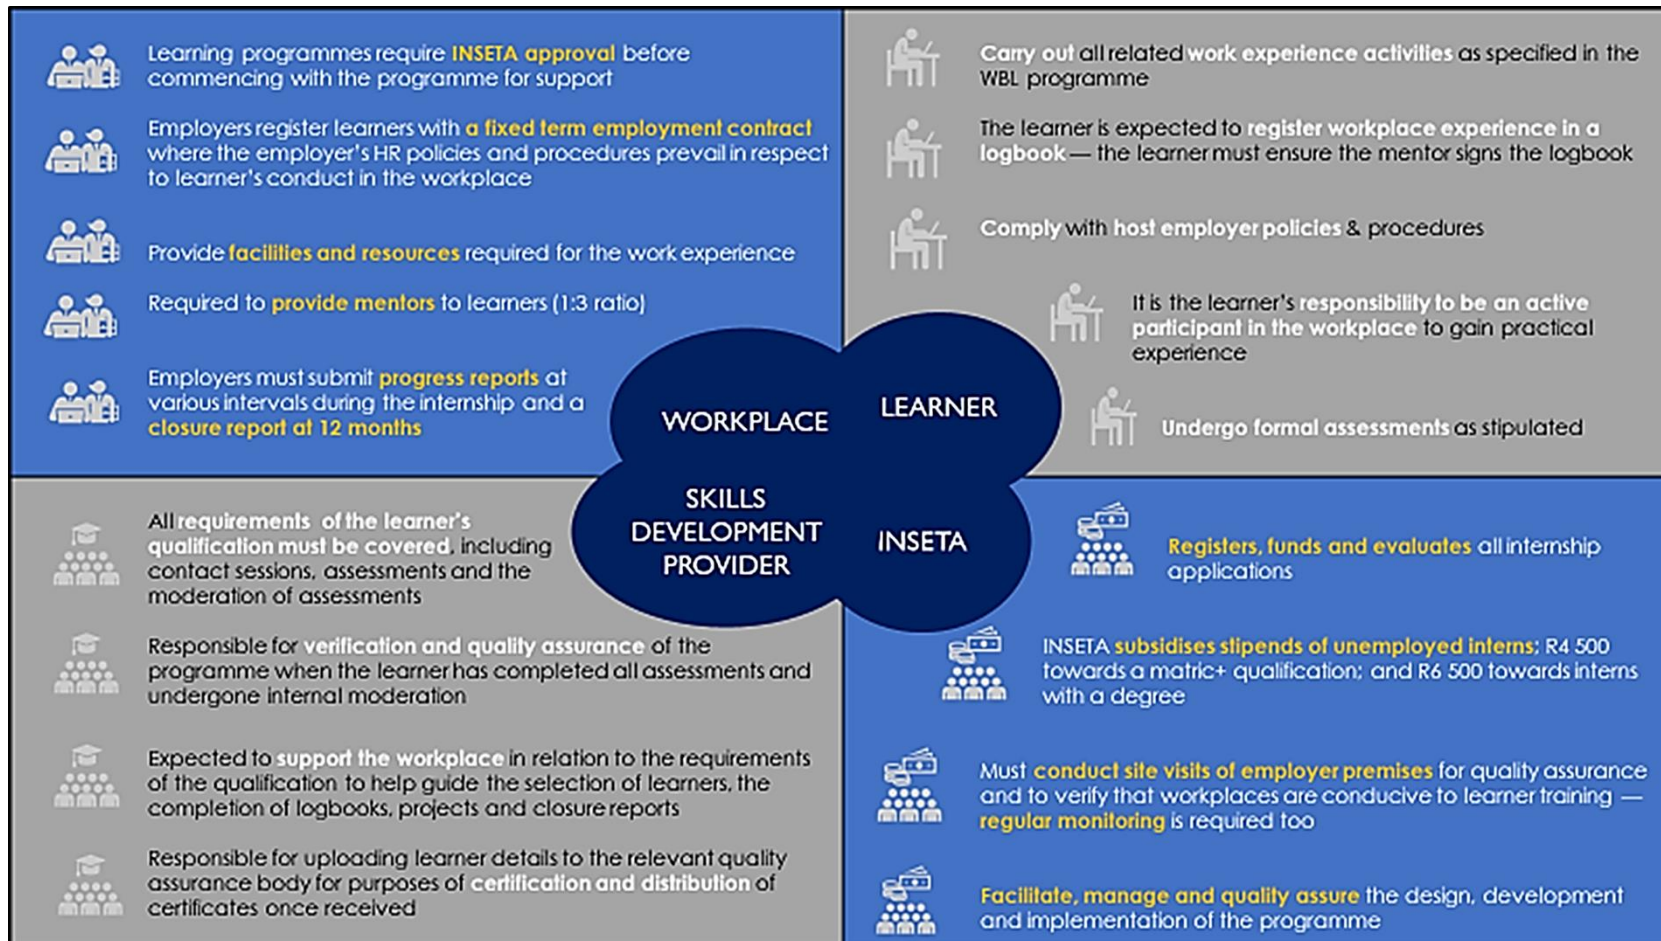 Learning programmes require INSETA approval before
commencing with the programme for support
Employers register learners with a fixed term employment contract
where the employer's HR policies and procedures prevail in respect
to learner's conduct in the workplace
Provide facilities and resources required for the work experience
Required to provide mentors to learners (1:3 ratio)
Employers must submit progress reports at
various intervals during the internship and a
closure report at 12 months
Carry out all related work experience activities as specified in the
WBL programme
The learner is expected to register workplace experience in a
logbook — the learner must ensure the mentor signs the logbook
Comply with host employer policies & procedures
It is the learner's responsibility to be an active
participant in the workplace to gain practical
experience
Undergo formal assessments as stipulated
WORKPLACE
LEARNER
SKILLS
DEVELOPMENT
PROVIDER
INSETA
All requirements of the learner's
qualification must be covered, including
contact sessions, assessments and the
moderation of assessments
Responsible for verification and quality assurance of the
programme when the learner has completed all assessments and
undergone internal moderation
Expected to support the workplace in relation to the requirements
of the qualification to help guide the selection of learners, the
completion of logbooks, projects and closure reports
Responsible for uploading learner details to the relevant quality
assurance body for purposes of certification and distribution of
certificates once received
Registers, funds and evaluates all internship
applications
INSETA subsidises stipends of unemployed interns; R4 500
towards a matric+ qualification; and R6 500 towards interns
with a degree
Must conduct site visits of employer premises for quality assurance
and to verify that workplaces are conducive to learner training —
regular monitoring is required too
Facilitate, manage and quality assure the design, development
and implementation of the programme